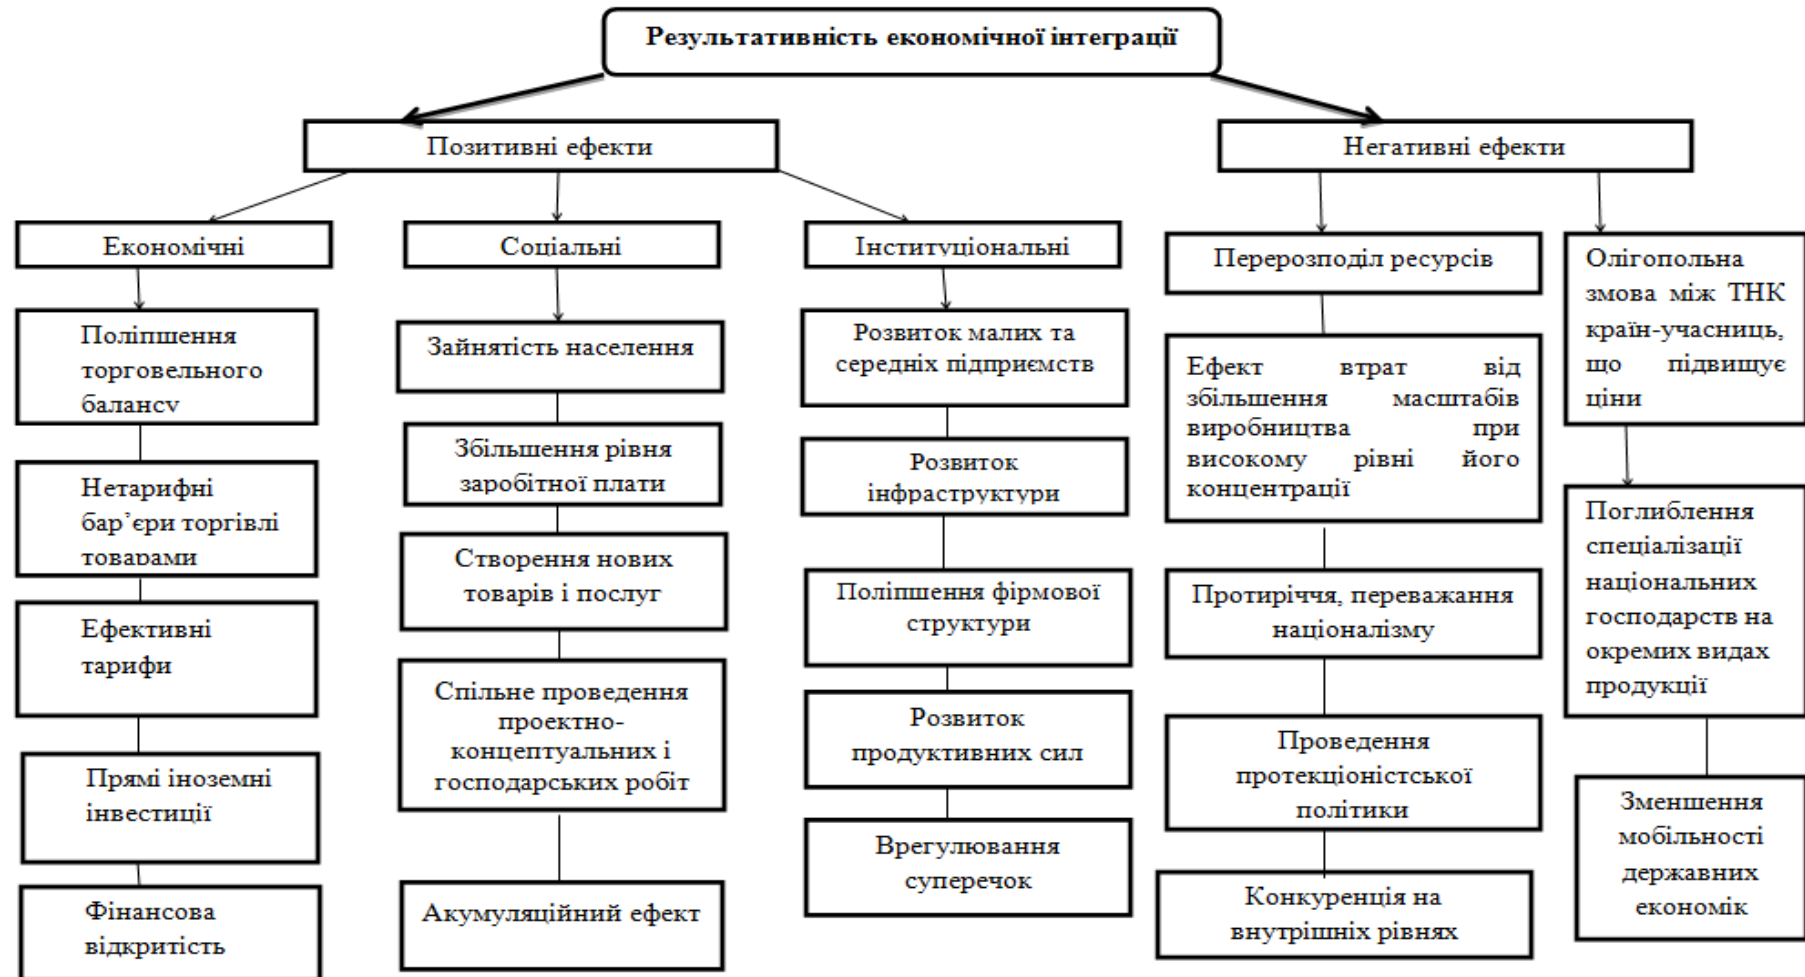 Результативність економічної інтеграції
Позитивні ефекти
Негативні ефекти
Економічні
Соціальні
Інституціональні
Поліпшення
торговельного
балансу
Нетарифні
бар’єри торгівлі
товарами
Ефективні
тарифи
Прямі іноземні
інвестиції
Фінансова
відкритість
Зайнятість населення
Збільшення рівня
заробітної плати
Створення нових
товарів і послуг
Спільне проведення
проектно-
концептуальних і
господарських робіт
Акумуляційний ефект
Розвиток малих та
середніх підприємств
Розвиток
інфраструктури
Поліпшення фірмової
структури
Розвиток
продуктивних сил
Врегулювання
суперечок
Перерозподіл ресурсів
Ефект втрат від
збільшення масштабів
виробництва при
високому рівні його
концентрації
Протиріччя, переважання
націоналізму
Проведення
протекціоністської
політики
Конкуренція на
внутрішніх рівнях
Олігопольна
змова між ТНК
країн-учасниць,
що підвищує
ціни
Поглиблення
спеціалізації
національних
господарств на
окремих видах
продукції
Зменшення
мобільності
державних
економік